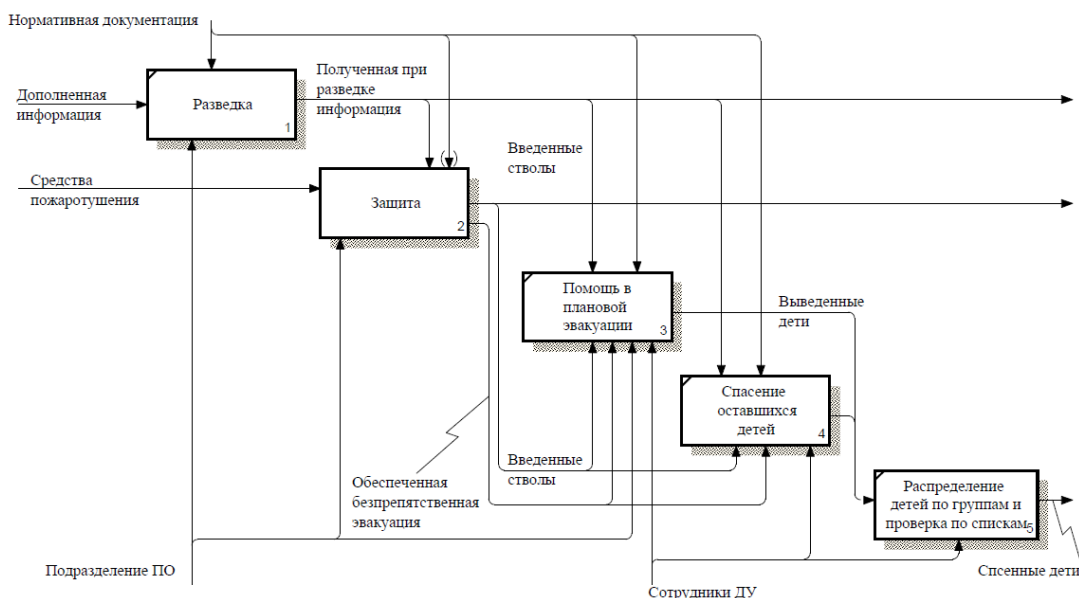 Нормативная документация
Полученная при
разведке
информация
Дополненная
информация
Разведка
1
Введенные
стволы
Средства
пожаротушения
Защита
2
Помощь в
плановой
эвакуации
3
Выведенные
дети
Спасение
оставшихся
детей
4
Введенные
стволы
Обеспеченная
безпрепятственная
эвакуация
Распределение
детей по группам и
проверка по спискам
5
Подразделение ПО
Сотрудники ДУ
Спсенные дети